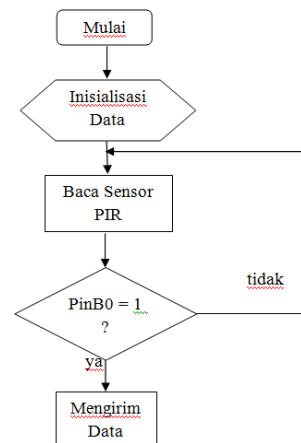 Mulai
Inisialisasi
Data
Baca Sensor
PIR
PinB0 = 1
?
tidak
ya
Mengirim
Data